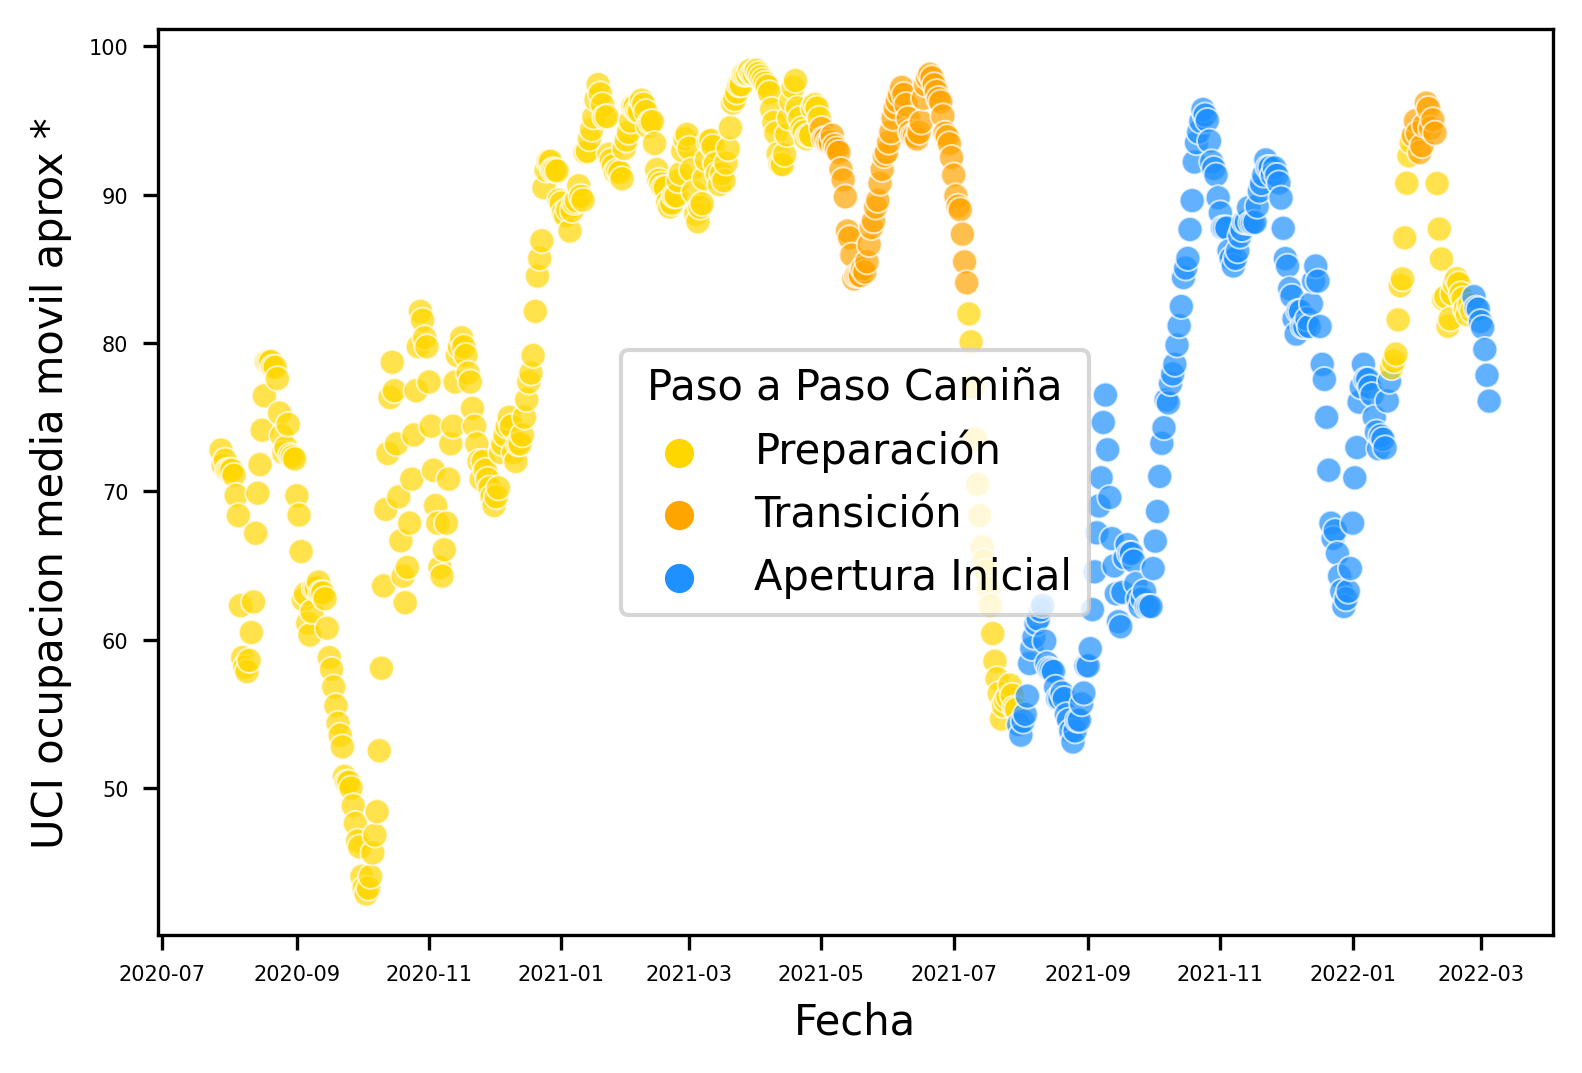 UCI ocupacion media movil aprox *
100
90
80
70
60
50
Paso a Paso Camiña
Preparación
Transición
Apertura Inicial
2020-07 2020-09 2020-11 2021-01 2021-03 2021-05 2021-07 2021-09 2021-11 2022-01 2022-03
Fecha